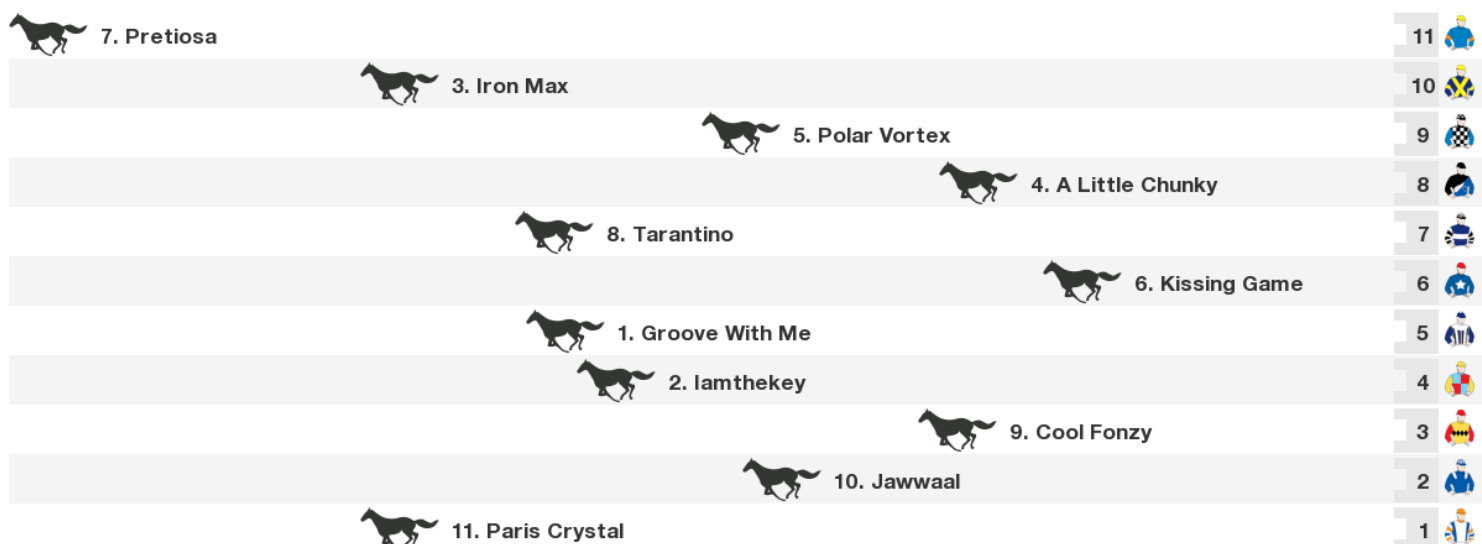 7. Pretiosa 11
3. Iron Max 10
5. Polar Vortex 9
4. A Little Chunky 8
8. Tarantino 7
6. Kissing Game 6
1. Groove With Me 5
2. Iamthekey 4
9. Cool Fonzy 3
10. Jawwaal 2
11. Paris Crystal 1